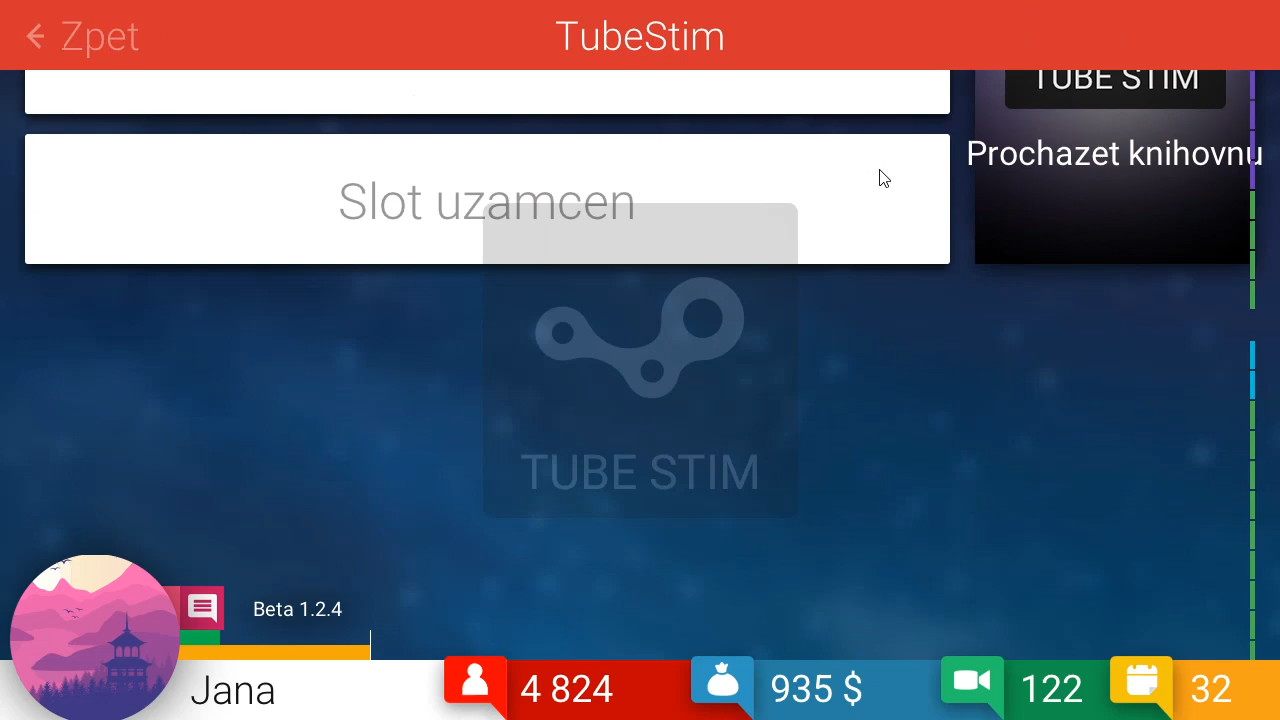 Zpet
TubeStim
TUBE STIM
Prochazet knihovnu
Slot uzamcen
TUBE STIM
Beta 1.2.4
Jana
4 824
935 $
122
32